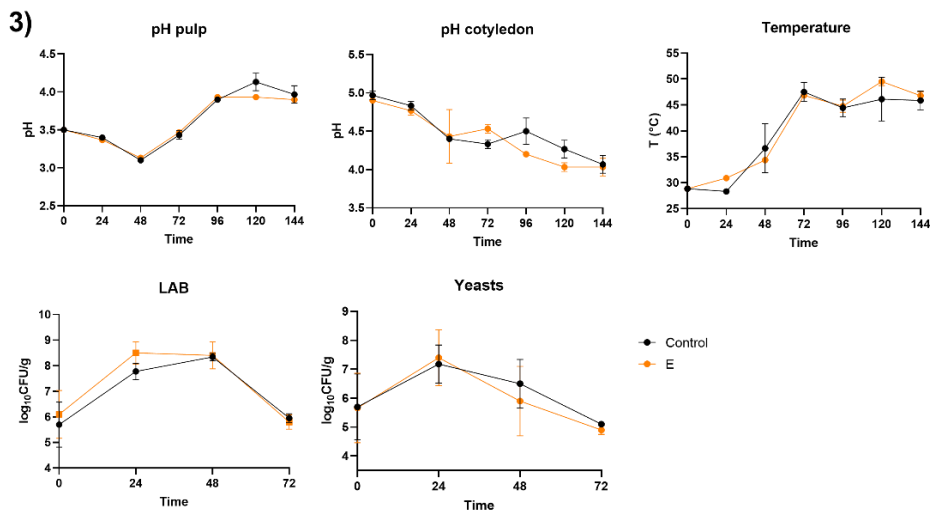 3)
pH pulp
pH
4.5
4.0
3.5
3.0
2.5
0 24 48 72 96 120 144
Time
pH cotyledon
pH
5.5
5.0
4.5
4.0
3.5
0 24 48 72 96 120 144
Time
Temperature
T (°C)
55
50
45
40
35
30
25
0 24 48 72 96 120 144
Time
LAB
log10CFU/g
10
9
8
7
6
5
4
0 24 48 72
Time
Yeasts
log10CFU/g
9
8
7
6
5
4
0 24 48 72
Time
Control
E